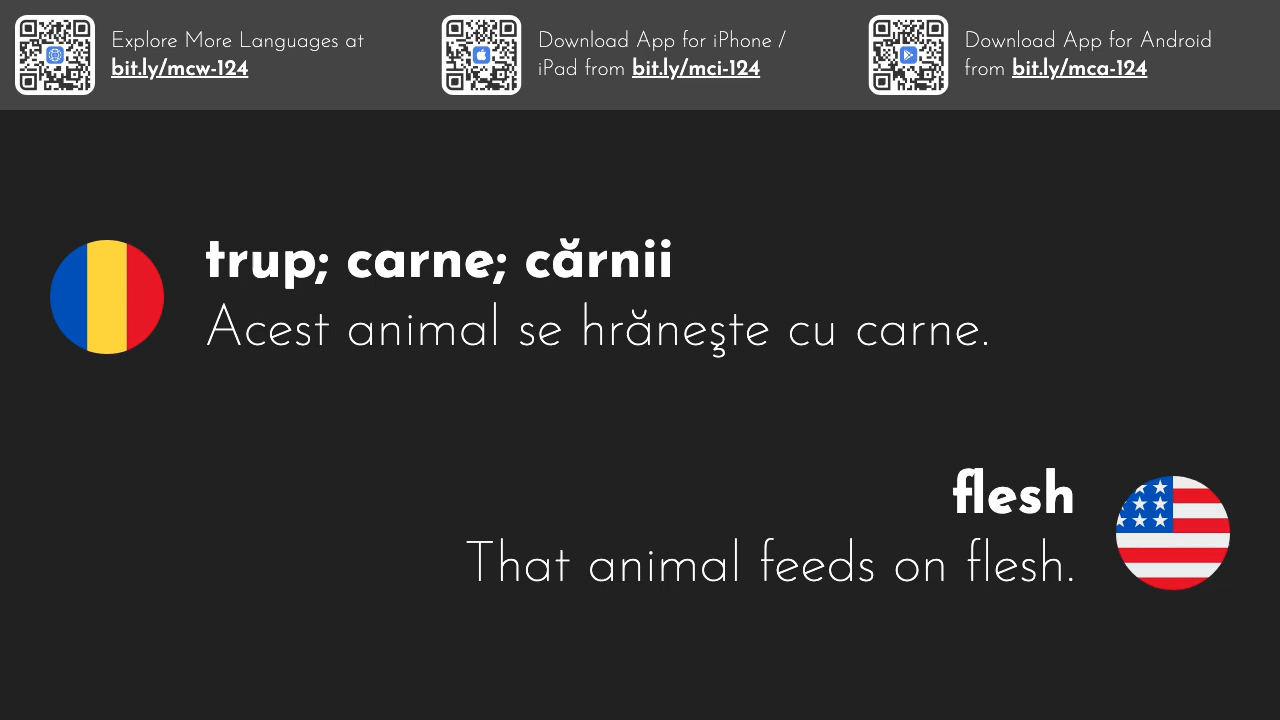 Explore More Languages at
bit.ly/mcw-124
Download App for iPhone /
iPad from bit.ly/mci-124
Download App for Android
from bit.ly/mca-124
trup; carne; cărnii
Acest animal se hrăneşte cu carne.
flesh
That animal feeds on flesh.